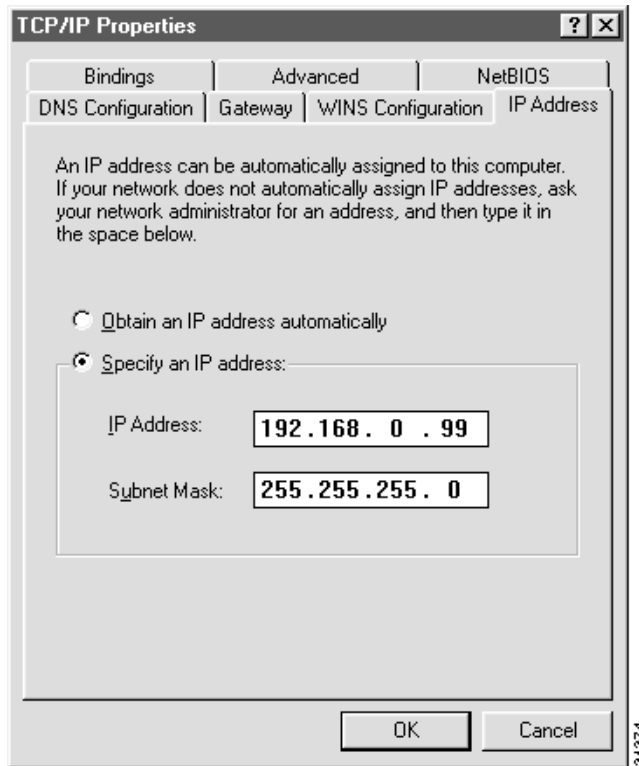 TCP/IP Properties
? X
Bindings Advanced NetBIOS
DNS Configuration Gateway WINS Configuration IP Address
An IP address can be automatically assigned to this computer.
If your network does not automatically assign IP addresses, ask
your network administrator for an address, and then type it in
the space below.
Obtain an IP address automatically
Specify an IP address:
IP Address: 192.168. 0 .99
Subnet Mask: 255.255.255. 0
OK Cancel